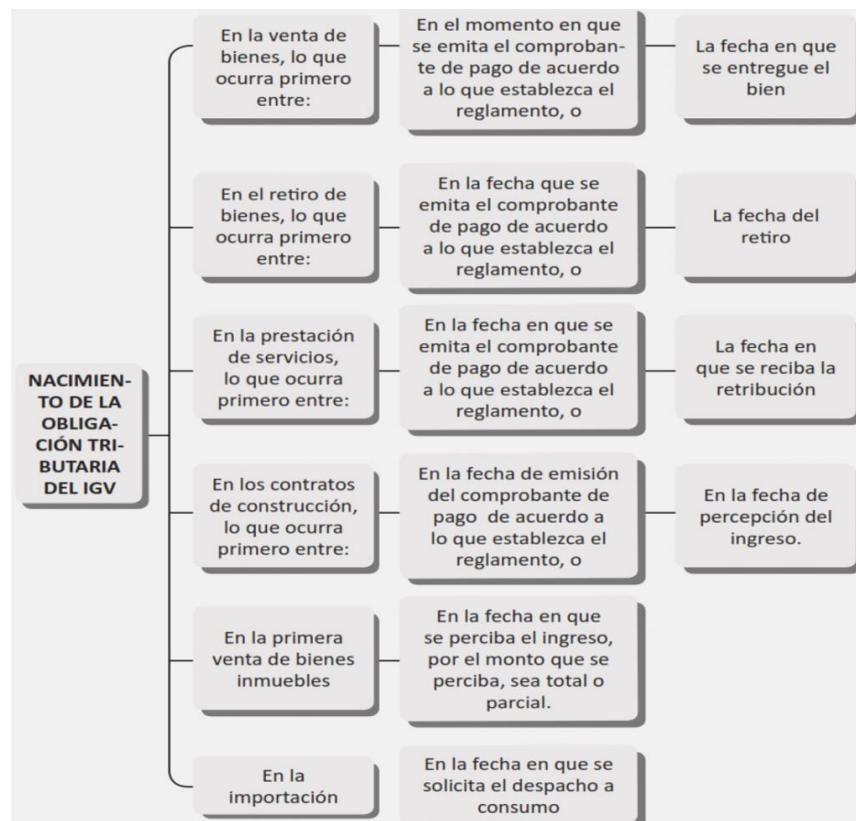 NACIMIEN-
TO DE LA
OBLIGA-
CIÓN TRI-
BUTARIA
DEL IGV
En la venta de
bienes, lo que
ocurra primero
entre:
En el momento en que
se emita el comproban-
te de pago de acuerdo
a lo que establezca el
reglamento, o
La fecha en que
se entregue el
bien
En el retiro de
bienes, lo que
ocurra primero
entre:
En la fecha que se
emita el comprobante
de pago de acuerdo
a lo que establezca el
reglamento, o
La fecha del
retiro
En la prestación
de servicios,
lo que ocurra
primero entre:
En la fecha en que se
emita el comprobante
de pago de acuerdo
a lo que establezca el
reglamento, o
La fecha en
que se reciba la
retribución
En los contratos
de construcción,
lo que ocurra
primero entre:
En la fecha de emisión
del comprobante de
pago de acuerdo a
lo que establezca el
reglamento, o
En la fecha de
percepción del
ingreso.
En la primera
venta de bienes
inmuebles
En la fecha en que
se perciba el ingreso,
por el monto que se
perciba, sea total o
parcial.
En la
importación
En la fecha en que se
solicita el despacho a
consumo